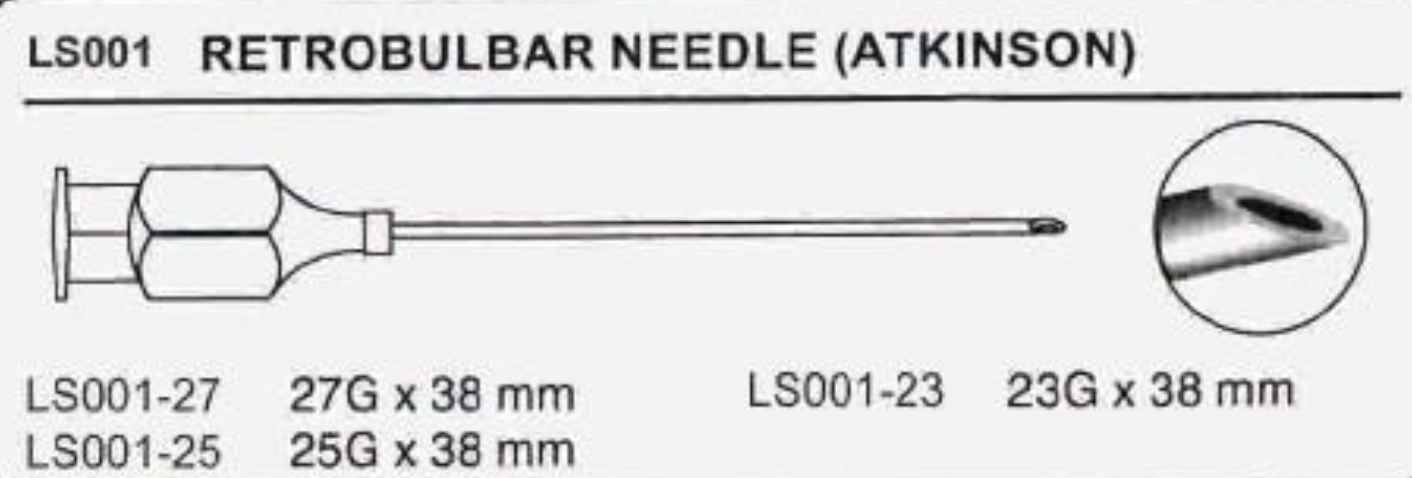 LS001 RETROBULBAR NEEDLE (ATKINSON)
LS001-27 27G x 38 mm LS001-23 23G x 38 mm
LS001-25 25G x 38 mm